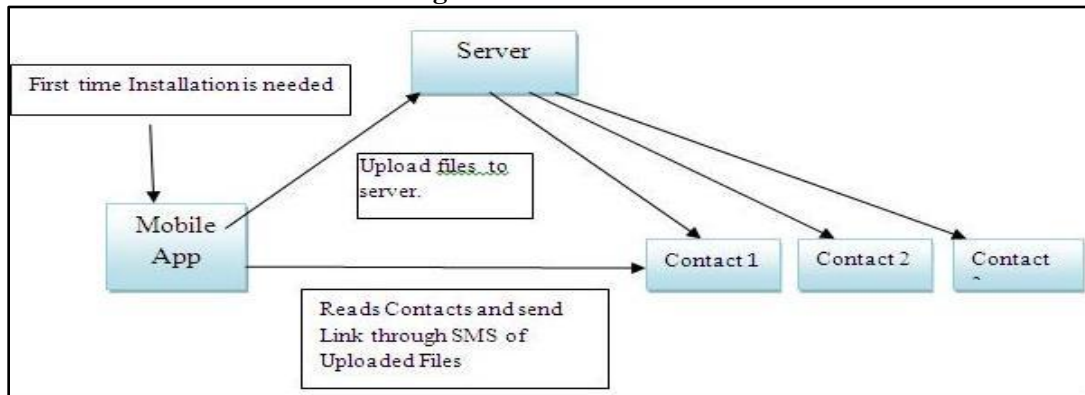 Server
First time Installation is needed
Upload files to
server.
Mobile
App
Contact 1
Contact 2
Contact
Reads Contacts and send
Link through SMS of
Uploaded Files